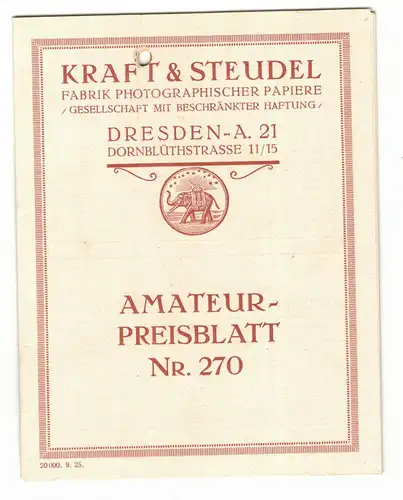 KRAFT & STEUDEL
FABRIK PHOTOGRAPHISCHER PAPIERE
/ GESELLSCHAFT MIT BESCHRÄNKTER HAFTUNG /
DRESDEN-A. 21
DORNBLÜTHSTRASSE 11/15
AMATEUR-
PREISBLATT
NR. 270
20000. 9. 25.